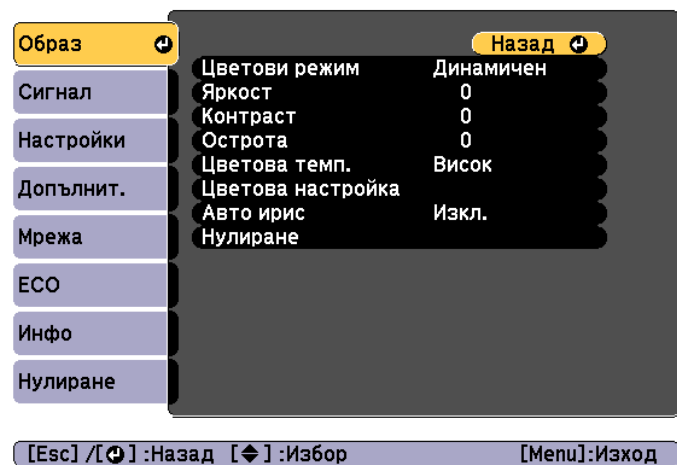 Образ
Сигнал
Настройки
Допълнит.
Мрежа
ECO
Инфо
Нулиране
Назад
Цветови режим Динамичен
Яркост 0
Контраст 0
Острота 0
Цветова темп. Висок
Цветова настройка
Авто ирис Изкл.
Нулиране
[Esc] /[⏎] :Назад [◆] :Избор [Menu]:Изход